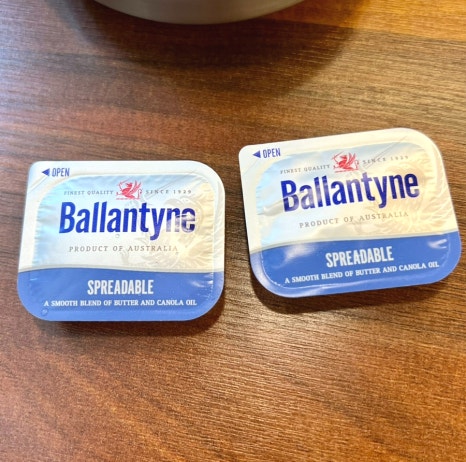 ◀ OPEN
FINEST QUALITY SINCE 1929
Ballantyne
PRODUCT OF AUSTRALIA
SPREADABLE
A SMOOTH BLEND OF BUTTER AND CANOLA OIL
◀ OPEN
FINEST QUALITY SINCE 1929
Ballantyne
PRODUCT OF AUSTRALIA
SPREADABLE
A SMOOTH BLEND OF BUTTER AND CANOLA OIL